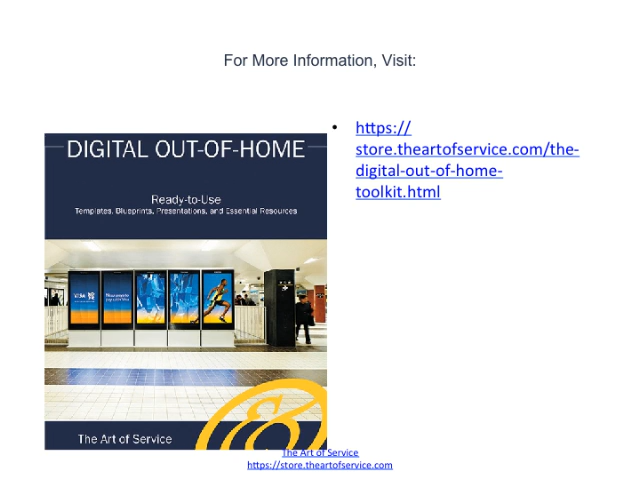 For More Information, Visit:
• https://
store.theartofservice.com/the-
digital-out-of-home-
toolkit.html
DIGITAL OUT-OF-HOME
Ready-to-Use
Templates, Blueprints, Presentations, and Essential Resources
The Art of Service
The Art of Service
https://store.theartofservice.com